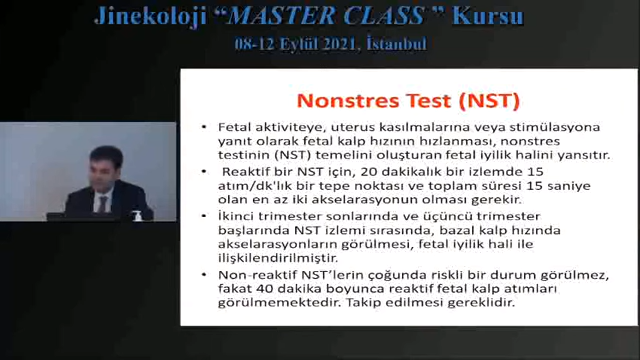 Jinekoloji “MASTER CLASS ” Kursu
08-12 Eylül 2021, İstanbul
Nonstres Test (NST)
• Fetal aktiviteye, uterus kasılmalarına veya stimülasyona
yanıt olarak fetal kalp hızının hızlanması, nonstres
testinin (NST) temelini oluşturan fetal iyilik halini yansıtır.
• Reaktif bir NST için, 20 dakikalık bir izlemde 15
atım/dk'lık bir tepe noktası ve toplam süresi 15 saniye
olan en az iki akselarasyonun olması gerekir.
• İkinci trimester sonlarında ve üçüncü trimester
başlarında NST izlemi sırasında, bazal kalp hızında
akselarasyonların görülmesi, fetal iyilik hali ile
ilişkilendirilmiştir.
• Non-reaktif NST’lerin çoğunda riskli bir durum görülmez,
fakat 40 dakika boyunca reaktif fetal kalp atımları
görülmemektedir. Takip edilmesi gereklidir.